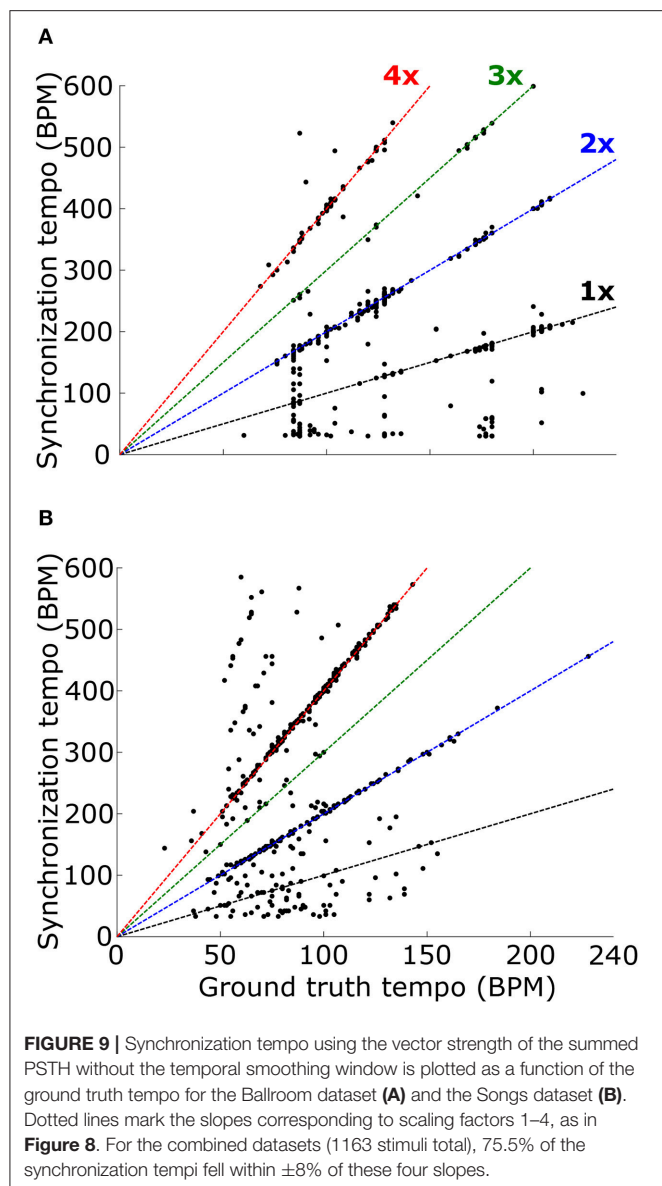 A
4x
3x
2x
1x
Synchronization tempo (BPM)
600
500
400
300
200
100
0
B
Synchronization tempo (BPM)
600
500
400
300
200
100
0
0 50 100 150 200 240
Ground truth tempo (BPM)
FIGURE 9 | Synchronization tempo using the vector strength of the summed
PSTH without the temporal smoothing window is plotted as a function of the
ground truth tempo for the Ballroom dataset (A) and the Songs dataset (B).
Dotted lines mark the slopes corresponding to scaling factors 1–4, as in
Figure 8. For the combined datasets (1163 stimuli total), 75.5% of the
synchronization tempi fell within ±8% of these four slopes.